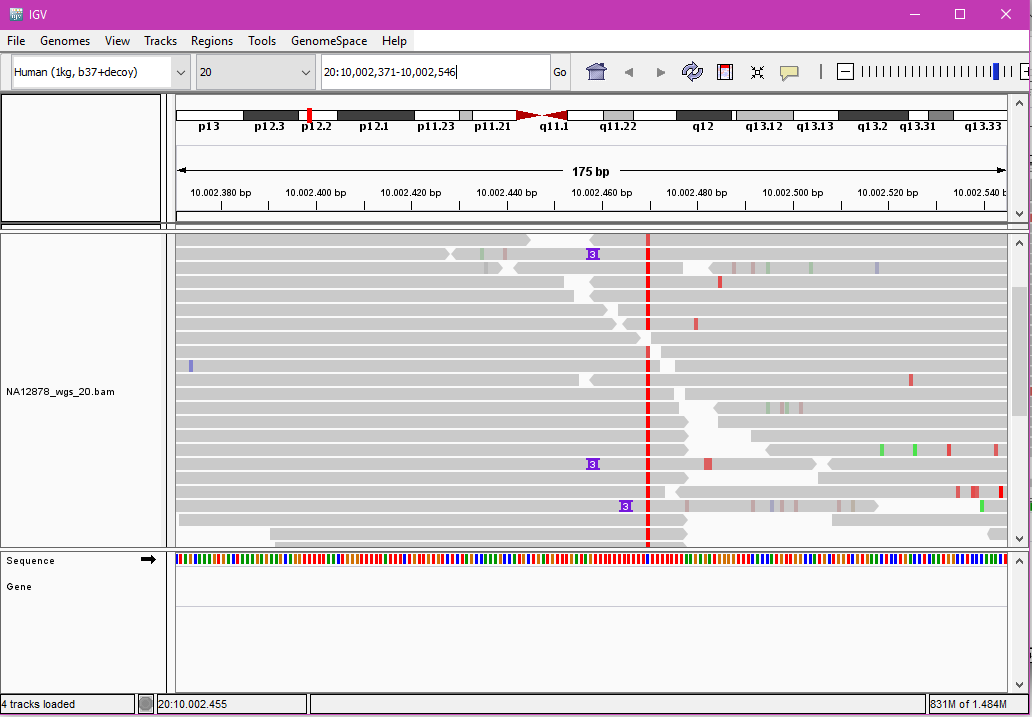 IGV
File Genomes View Tracks Regions Tools GenomeSpace Help
Human (1kg, b37+decoy) 20 20:10,002,371-10,002,546 Go
p13 p12.3 p12.2 p12.1 p11.23 p11.21 q11.1 q11.22 q12 q13.12 q13.13 q13.2 q13.31 q13.33
175 bp
10.002.380 bp 10.002.400 bp 10.002.420 bp 10.002.440 bp 10.002.460 bp 10.002.480 bp 10.002.500 bp 10.002.520 bp 10.002.540 b
3
NA12878_wgs_20.bam
3
3
Sequence
Gene
4 tracks loaded 20:10.002.455 831M of 1.484M